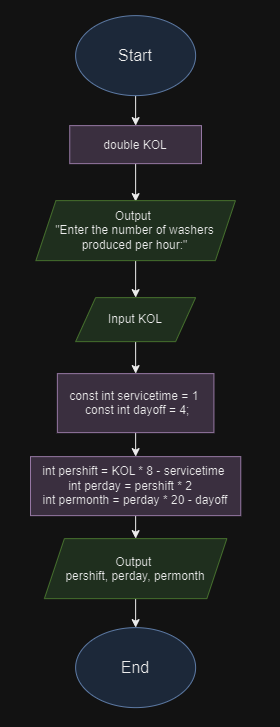 Start
double KOL
Output
"Enter the number of washers
produced per hour:"
Input KOL
const int servicetime = 1
const int dayoff = 4;
int pershift = KOL * 8 - servicetime
int perday = pershift * 2
int permonth = perday * 20 - dayoff
Output
pershift, perday, permonth
End